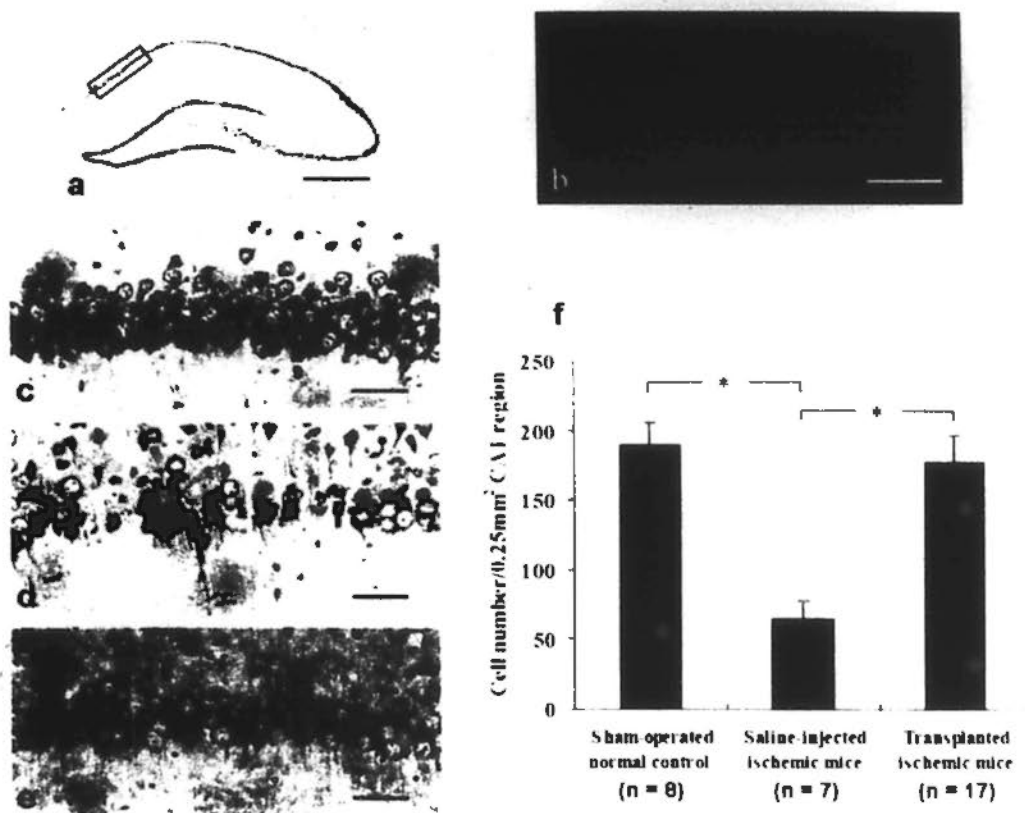 a
b
c
d
e
f
Cell number/0.25mm² CA1 region
250
200
150
100
50
0
* *
Sham-operated Saline-injected Transplanted
normal control ischemic mice ischemic mice
(n = 8) (n = 7) (n = 17)